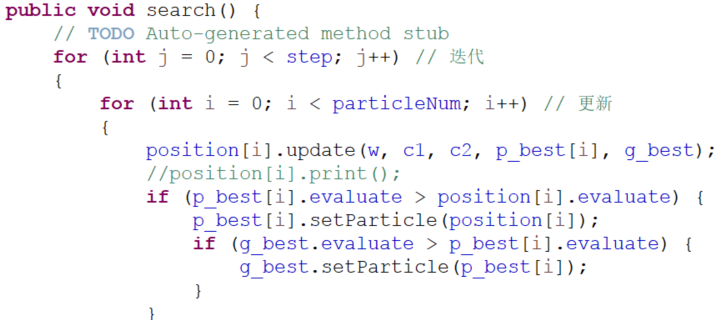 public void search() {
    // TODO Auto-generated method stub
    for (int j = 0; j < step; j++) // 迭代
    {
        for (int i = 0; i < particleNum; i++) // 更新
        {
            position[i].update(w, c1, c2, p_best[i], g_best);
            //position[i].print();
            if (p_best[i].evaluate > position[i].evaluate) {
                p_best[i].setParticle(position[i]);
                if (g_best.evaluate > p_best[i].evaluate) {
                    g_best.setParticle(p_best[i]);
                }
            }